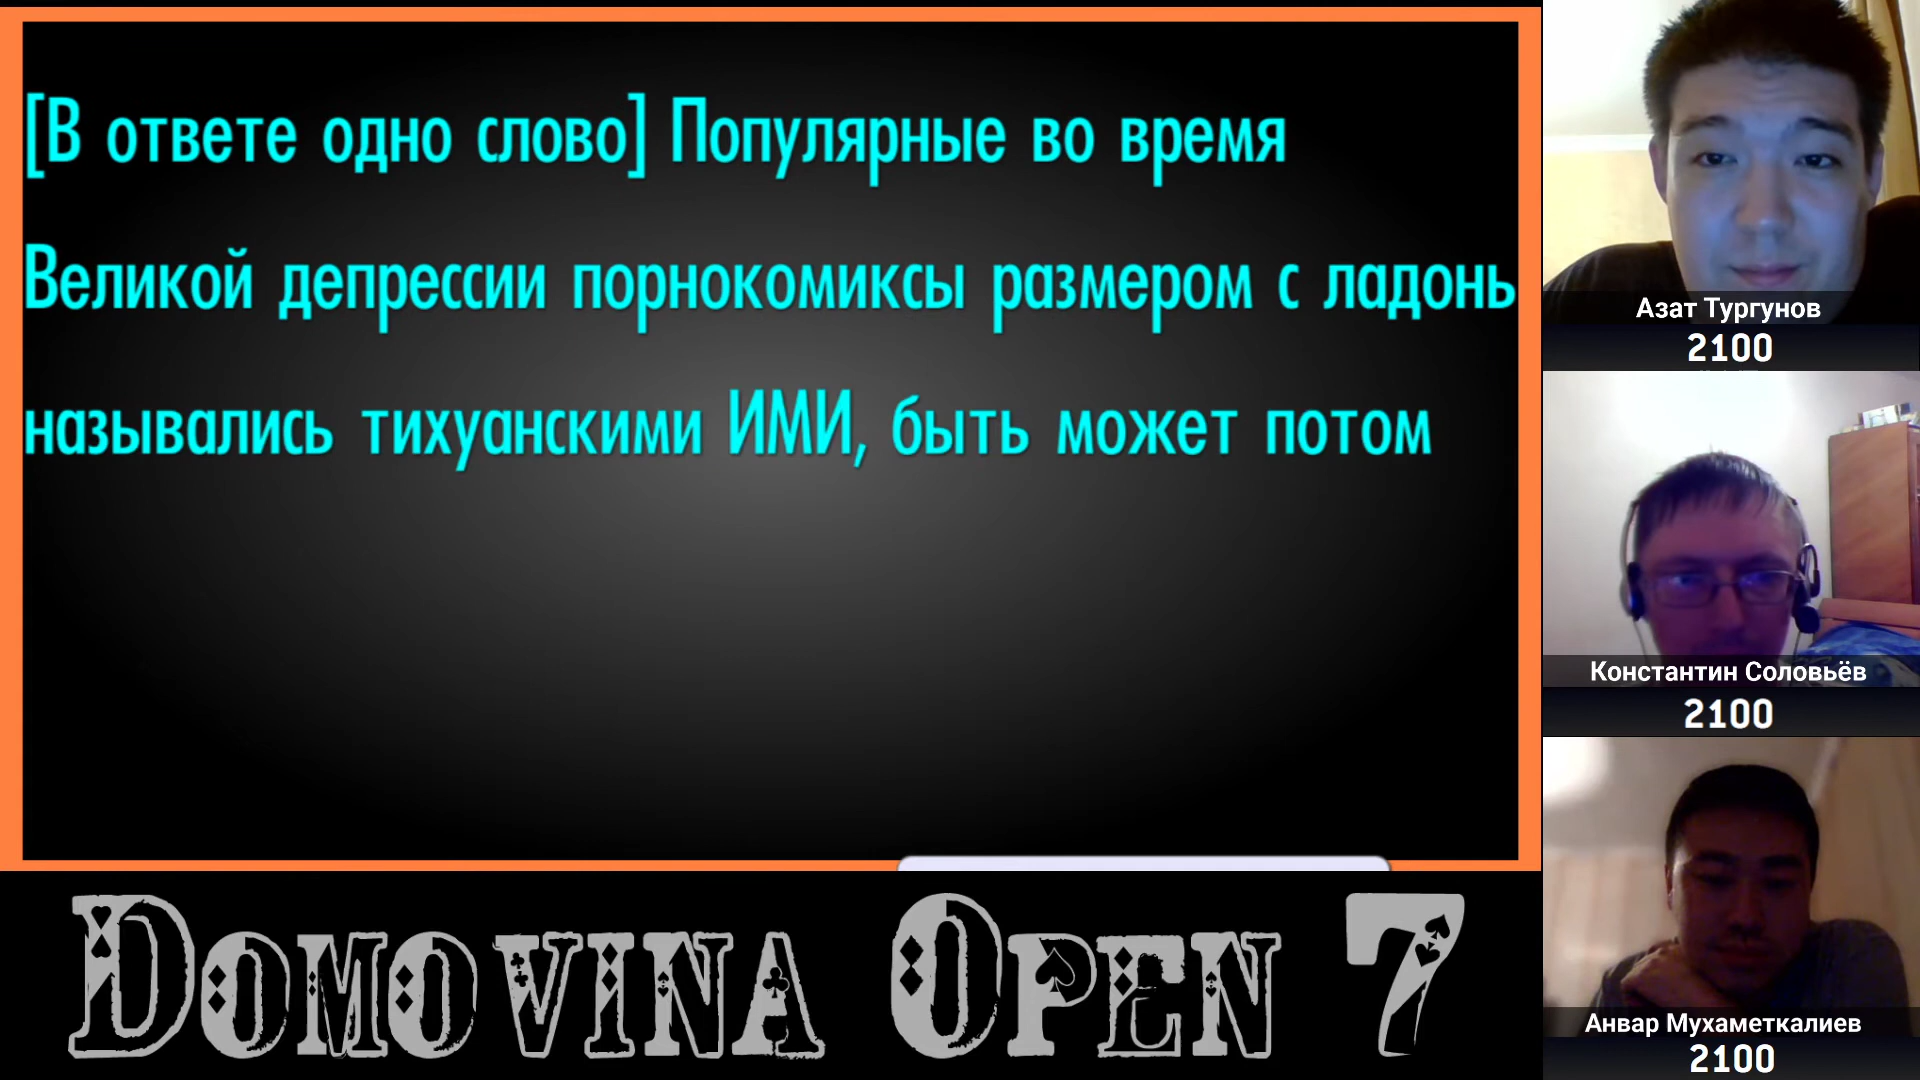 [В ответе одно слово] Популярные во время
Великой депрессии порнокомиксы размером с ладонь
назывались тихуанскими ИМИ, быть может потом
Азат Тургунов
2100
Константин Соловьёв
2100
Анвар Мухаметкалиев
2100
Domovina Open 7